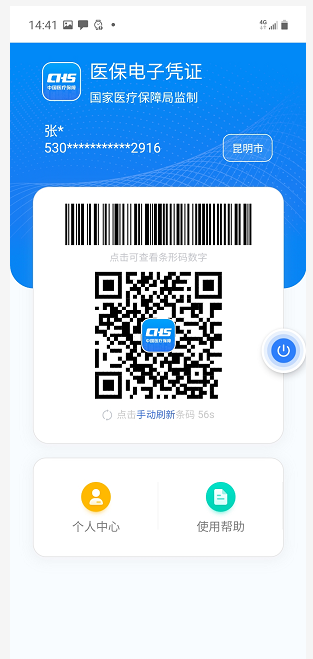 14:41
4G
CHS
中国医疗保障
医保电子凭证
国家医疗保障局监制
张*
530***********2916
昆明市
点击可查看条形码数字
CHS
中国医疗保障
点击手动刷新条码 56s
个人中心
使用帮助